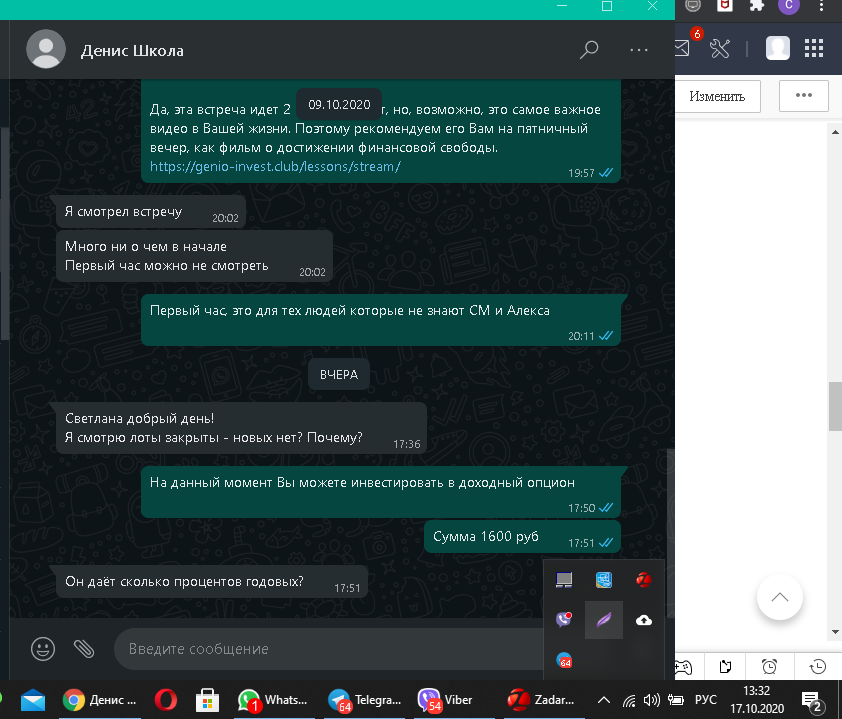 С
6
Денис Школа
Изменить
Да, эта встреча идет 2
09.10.2020
т, но, возможно, это самое важное
видео в Вашей жизни. Поэтому рекомендуем его Вам на пятничный
вечер, как фильм о достижении финансовой свободы.
https://genio-invest.club/lessons/stream/
19:57
Я смотрел встречу
20:02
Много ни о чем в начале
Первый час можно не смотреть
20:02
Первый час, это для тех людей которые не знают СМ и Алекса
20:11
ВЧЕРА
Светлана добрый день!
Я смотрю лоты закрыты - новых нет? Почему?
17:36
На данный момент Вы можете инвестировать в доходный опцион
17:50
Сумма 1600 руб
17:51
Он даёт сколько процентов годовых?
17:51
Введите сообщение
64
Денис ...
1
Whats...
64
Telegra...
54
Viber
Zadar...
РУС
13:32
17.10.2020
2